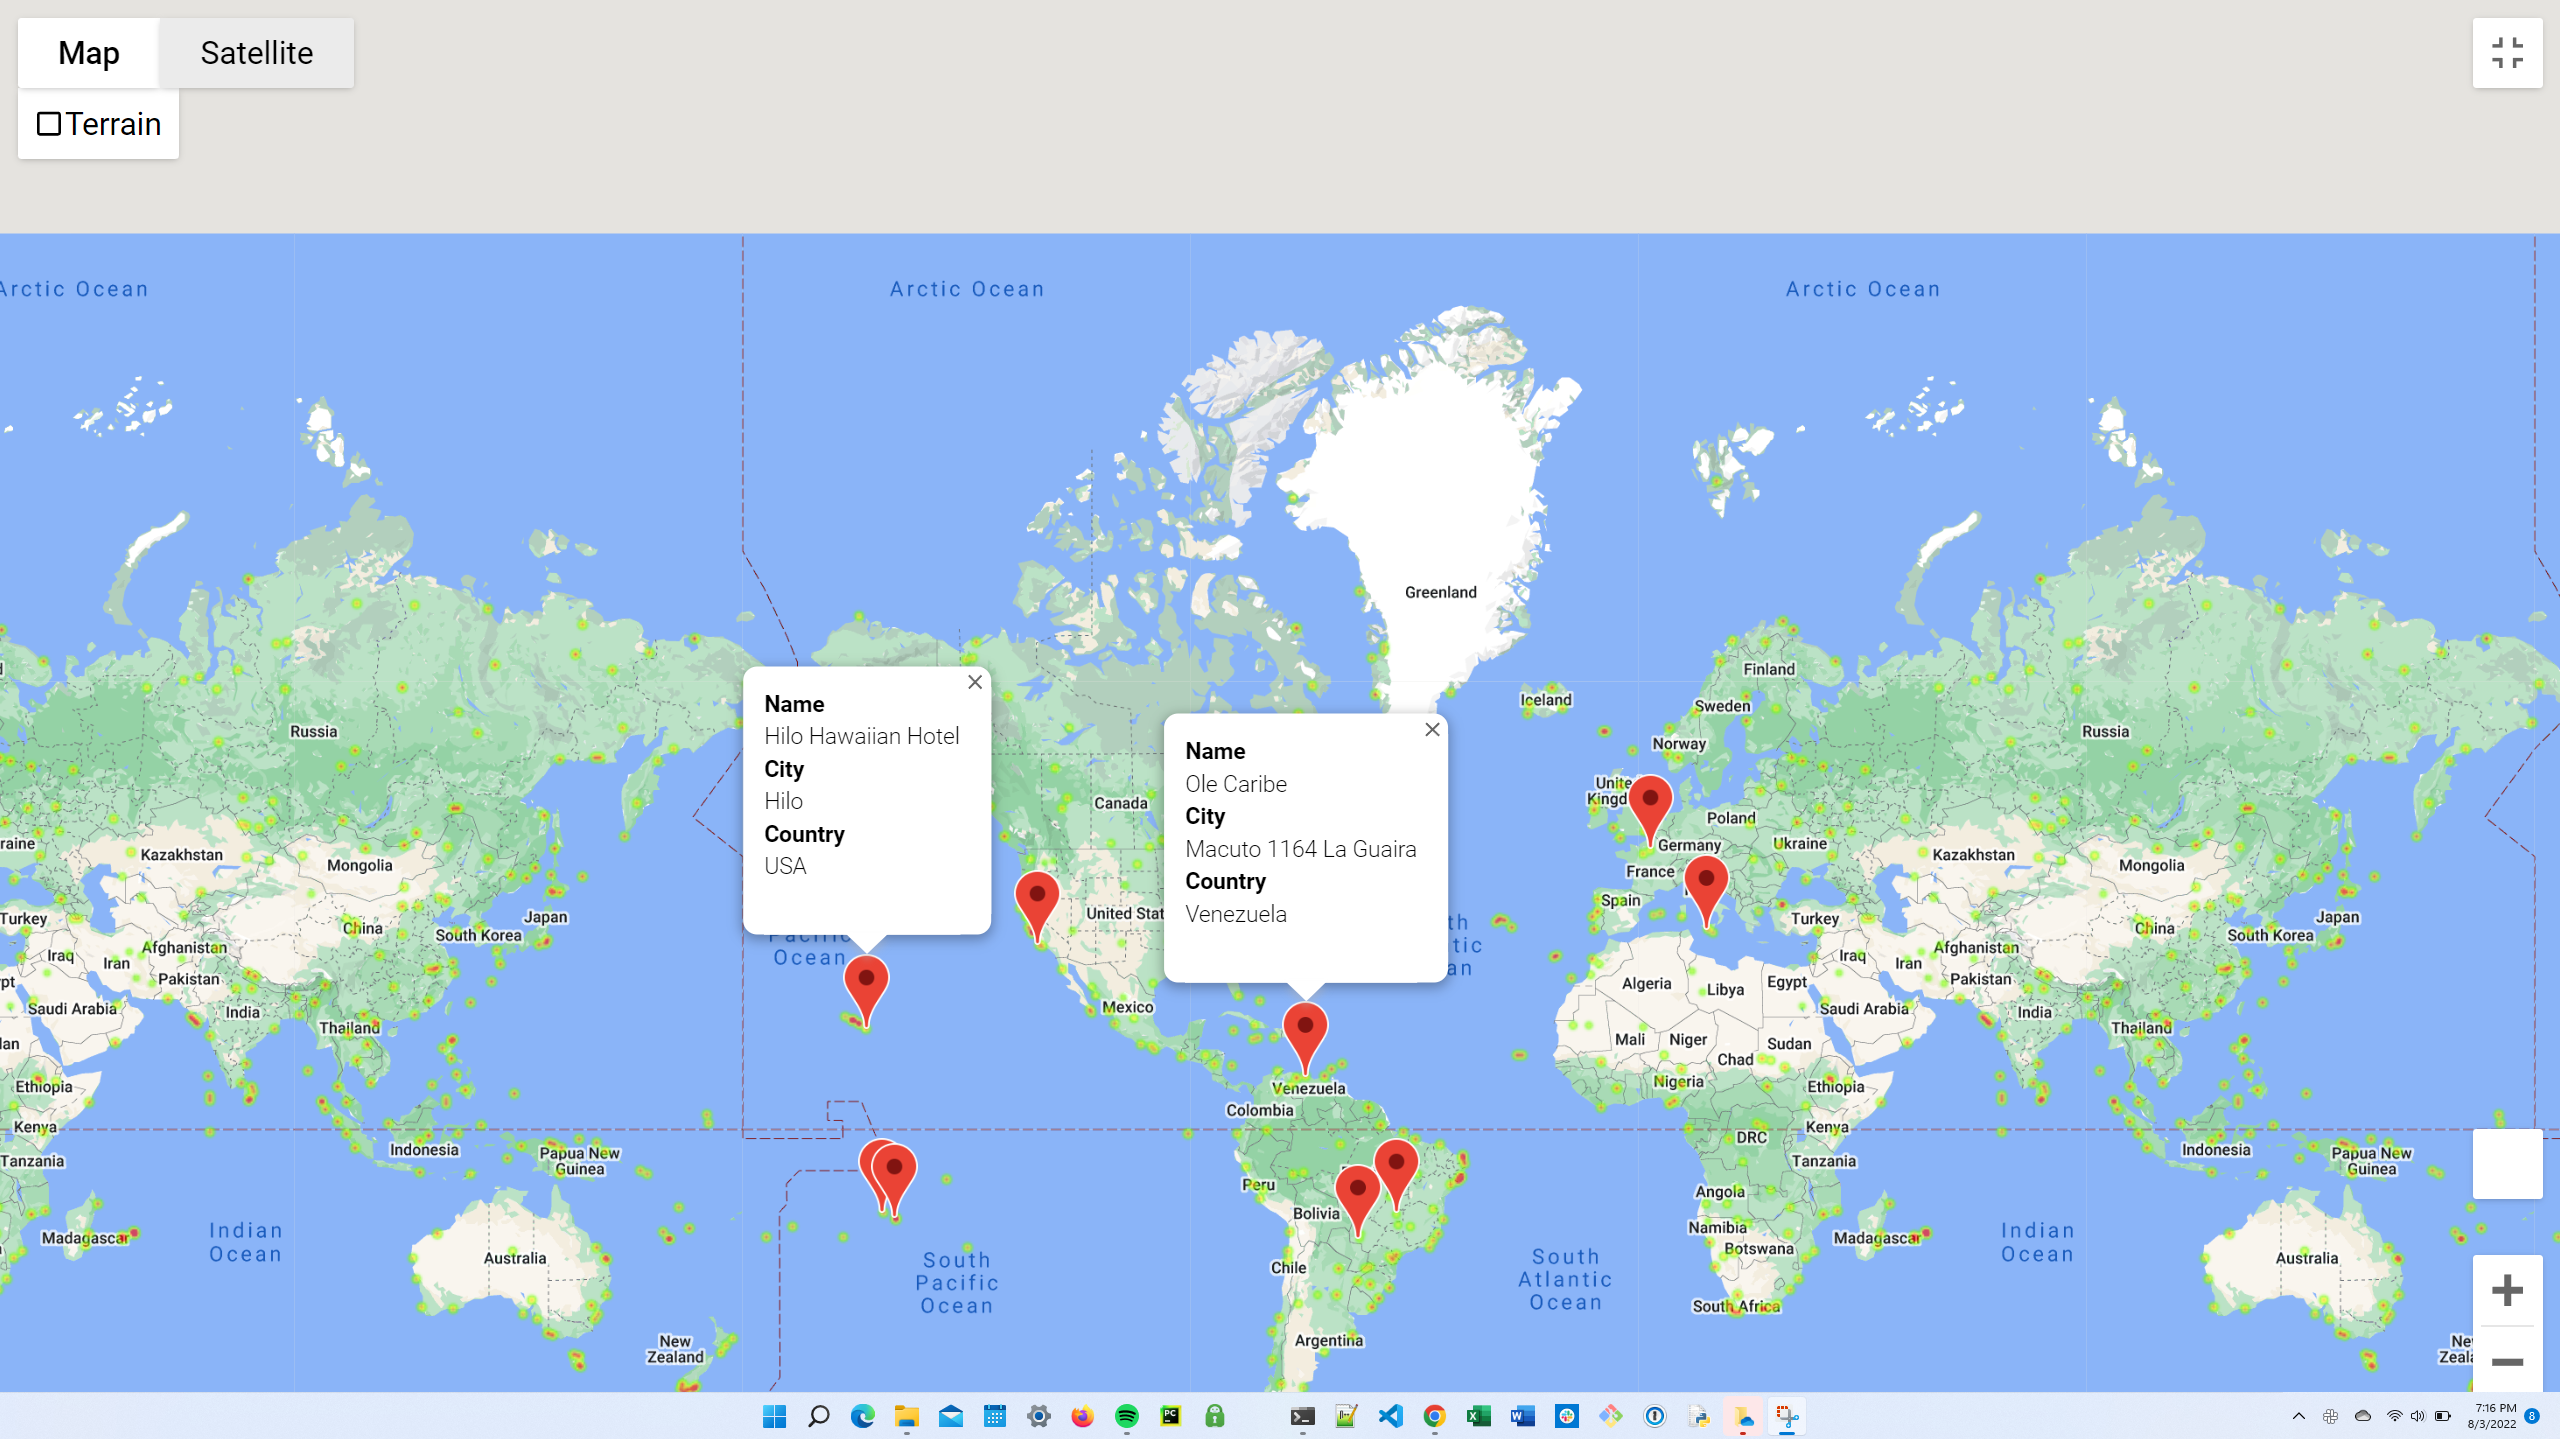 Map
Satellite
Terrain
Arctic Ocean
Arctic Ocean
Arctic Ocean
Greenland
Finland
Iceland
Sweden
Norway
Russia
Russia
Name
Hilo Hawaiian Hotel
City
Hilo
Country
USA
Name
Ole Caribe
City
Macuto 1164 La Guaira
Country
Venezuela
Canada
Poland
Ukraine
Germany
France
Spain
Turkey
Turkey
Kazakhstan
Kazakhstan
Mongolia
Mongolia
China
China
Japan
Japan
South Korea
South Korea
Afghanistan
Afghanistan
Iraq
Iraq
Iran
Iran
Pakistan
Pakistan
Ocean
Mexico
Algeria
Libya
Egypt
Saudi Arabia
Saudi Arabia
India
India
Thailand
Thailand
Mali
Niger
Sudan
Chad
Nigeria
Ethiopia
Ethiopia
Venezuela
Colombia
DRC
Kenya
Kenya
Indonesia
Indonesia
Papua New
Guinea
Papua New
Guinea
Tanzania
Tanzania
Peru
Angola
Bolivia
Namibia
Botswana
Madagascar
Madagascar
Indian
Ocean
Indian
Ocean
Australia
Australia
South
Pacific
Ocean
Chile
South
Atlantic
Ocean
South Africa
Argentina
New
Zealand
7:16 PM
8/3/2022
8